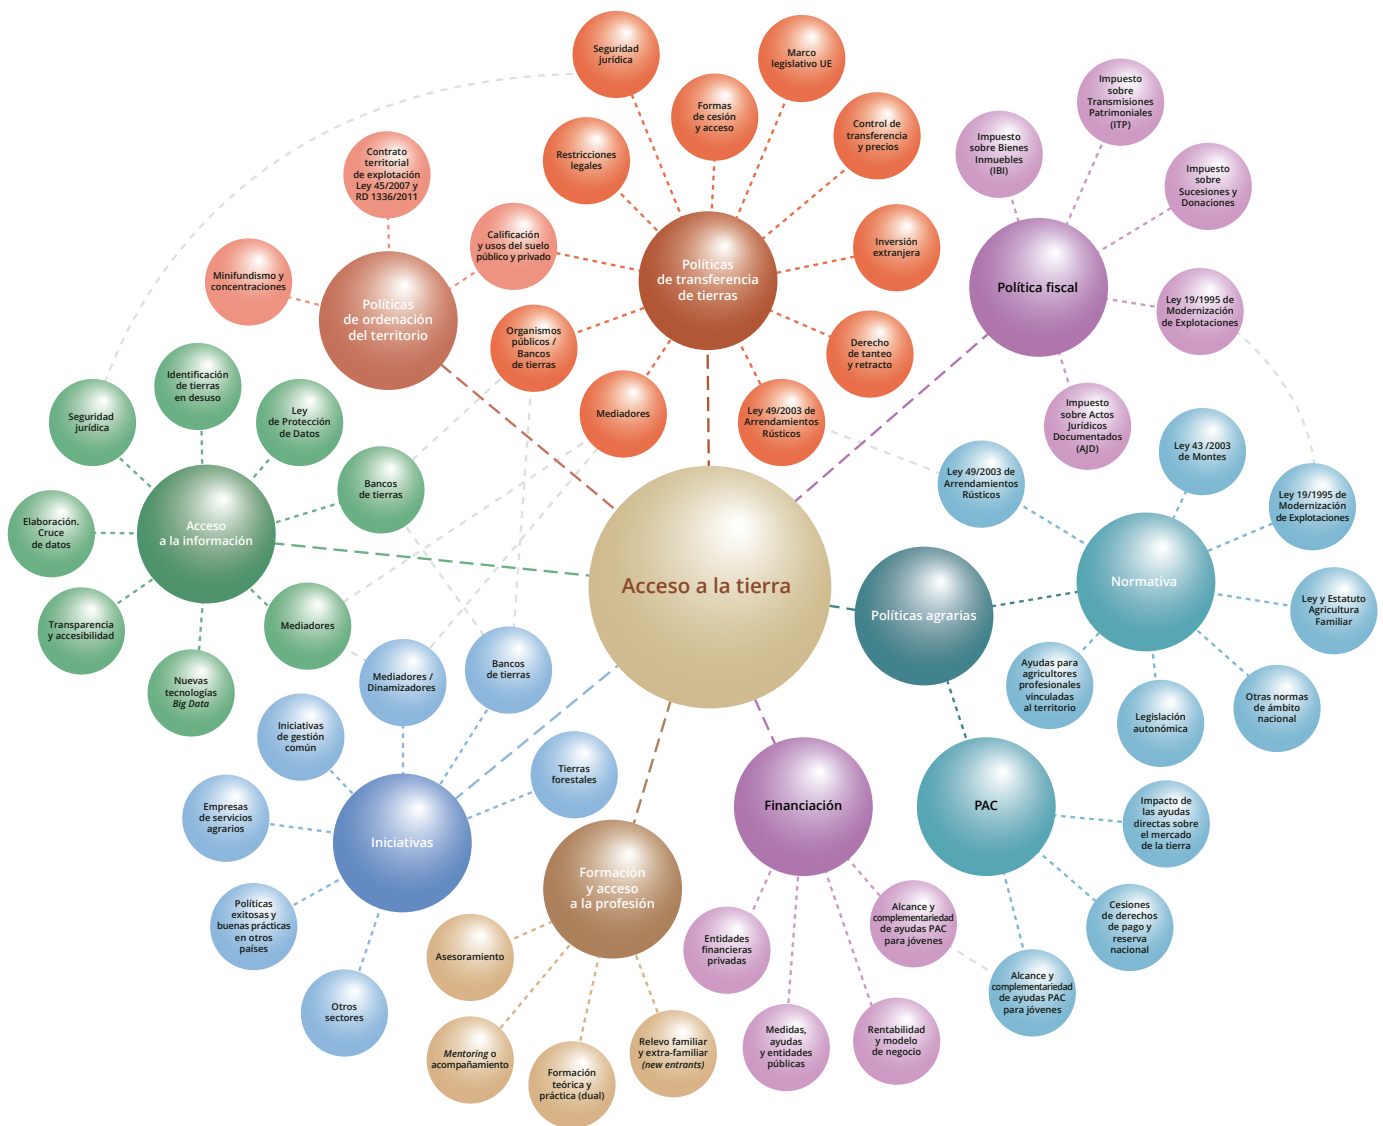 Seguridad
jurídica
Marco
legislativo UE
Formas
de cesión
y acceso
Control de
transferencia
y precios
Restricciones
legales
Inversión
extranjera
Políticas
de transferencia
de tierras
Calificación
y usos del suelo
público y privado
Organismos
públicos /
Bancos
de tierras
Mediadores
Ley 49/2003 de
Arrendamientos
Rústicos
Derecho
de tanteo
y retracto
Contrato
territorial
de explotación
Ley 45/2007 y
RD 1336/2011
Minifundismo y
concentraciones
Políticas
de ordenación
del territorio
Impuesto
sobre
Transmisiones
Patrimoniales
(ITP)
Impuesto
sobre Bienes
Inmuebles
(IBI)
Impuesto
sobre
Sucesiones y
Donaciones
Política fiscal
Ley 19/1995 de
Modernización
de Explotaciones
Impuesto
sobre Actos
Jurídicos
Documentados
(AJD)
Identificación
de tierras
en desuso
Seguridad
jurídica
Ley
de Protección
de Datos
Bancos
de tierras
Elaboración.
Cruce
de datos
Acceso
a la información
Transparencia
y accesibilidad
Mediadores
Nuevas
tecnologías
Big Data
Acceso a la tierra
Políticas agrarias
Ley 49/2003 de
Arrendamientos
Rústicos
Ley 43 /2003
de Montes
Ley 19/1995 de
Modernización
de Explotaciones
Normativa
Ley y Estatuto
Agricultura
Familiar
Ayudas para
agricultores
profesionales
vinculadas
al territorio
Legislación
autonómica
Otras normas
de ámbito
nacional
Mediadores /
Dinamizadores
Bancos
de tierras
Iniciativas
de gestión
común
Tierras
forestales
Empresas
de servicios
agrarios
Iniciativas
Políticas
exitosas y
buenas prácticas
en otros
países
Otros
sectores
Formación
y acceso
a la profesión
Asesoramiento
Mentoring o
acompañamiento
Formación
teórica y
práctica (dual)
Relevo familiar
y extra-familiar
(new entrants)
Financiación
Entidades
financieras
privadas
Medidas,
ayudas
y entidades
públicas
Rentabilidad
y modelo
de negocio
Alcance y
complementariedad
de ayudas PAC
para jóvenes
PAC
Impacto de
las ayudas
directas sobre
el mercado
de la tierra
Cesiones
de derechos
de pago y
reserva
nacional
Alcance y
complementariedad
de ayudas PAC
para jóvenes